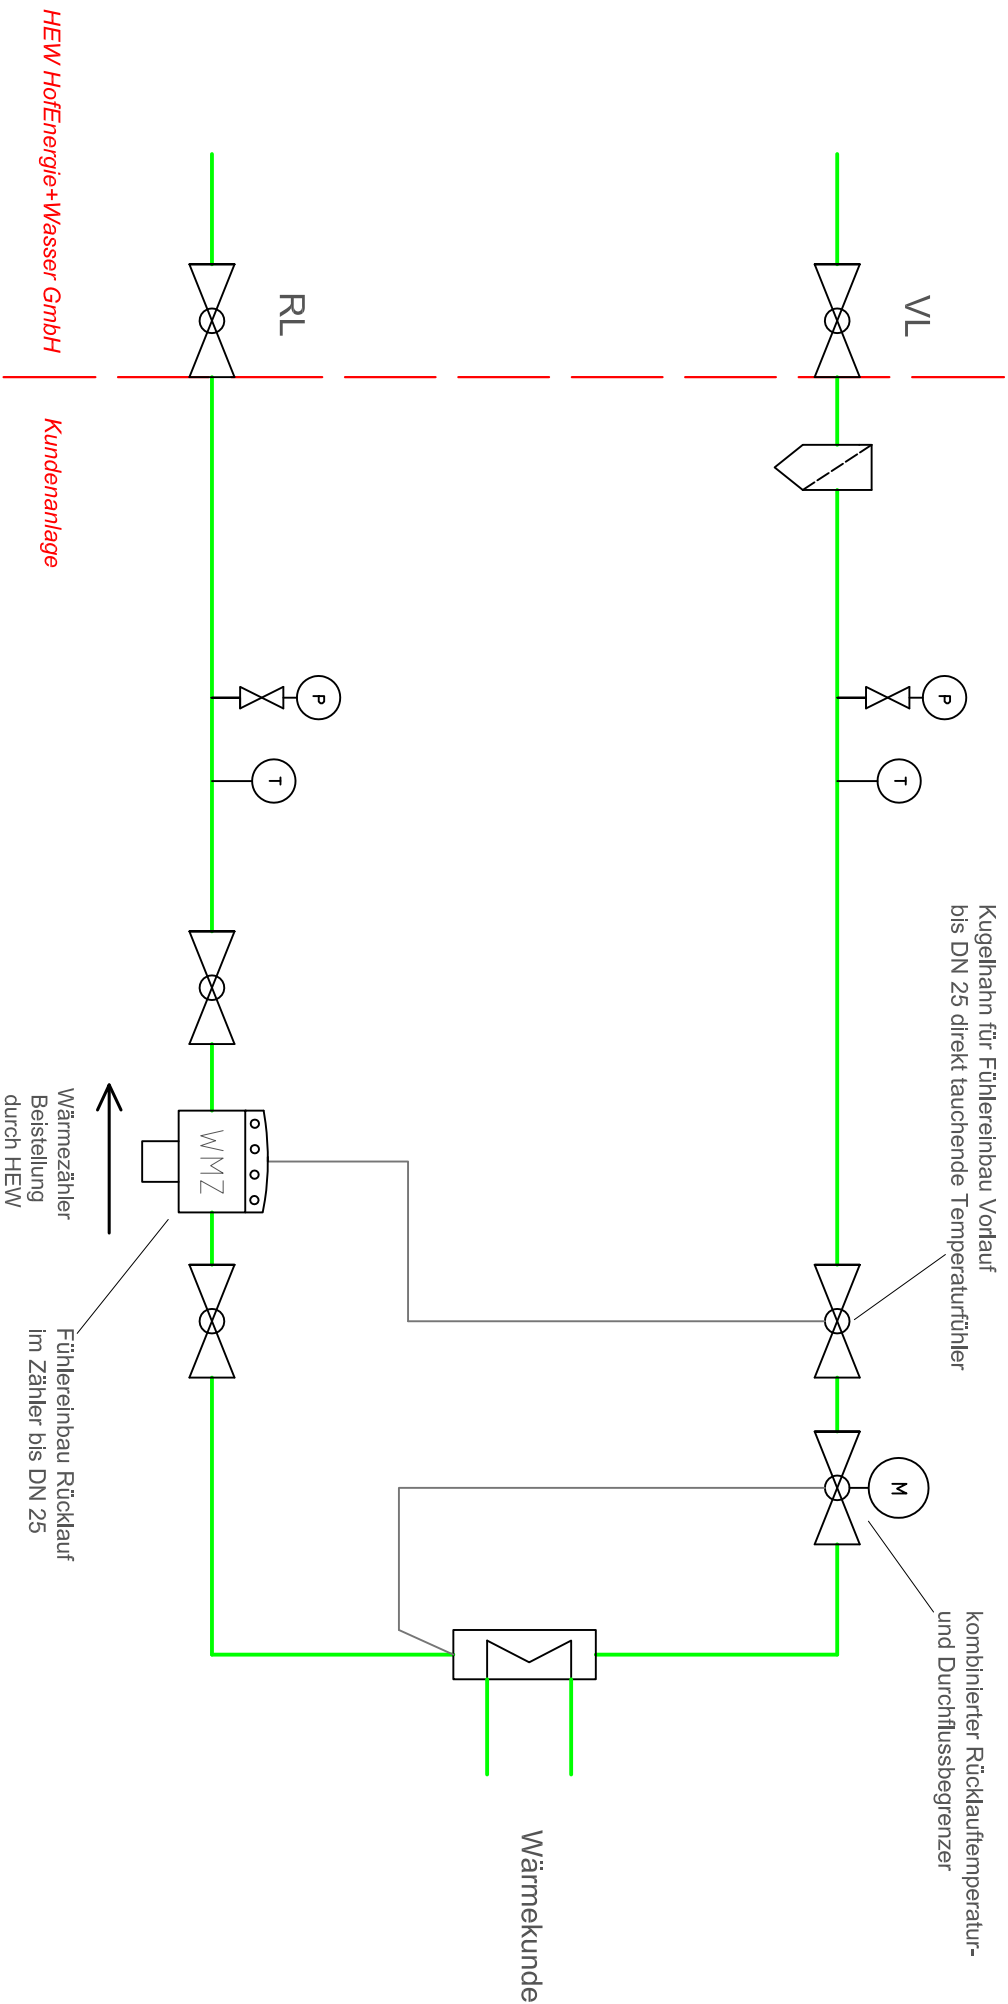 Kugelhahn für Fühlereinbau Vorlauf
bis DN 25 direkt tauchende Temperaturfühler
kombinierter Rücklauftemperatur-
und Durchflussbegrenzer
VL
P
T
M
RL
P
T
Wärmekunde
WMZ
Wärmezähler
Beistellung
durch HEW
Fühlereinbau Rücklauf
im Zähler bis DN 25
HEW HofEnergie+Wasser GmbH
Kundenanlage